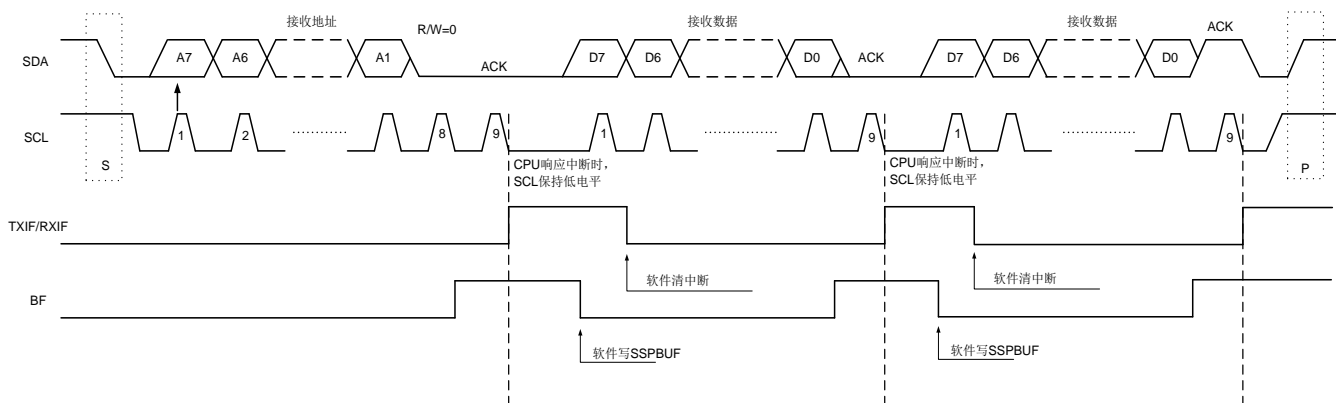 接收地址 R/W=0 接收数据 接收数据 ACK
SDA A7 A6 A1 ACK D7 D6 D0 ACK D7 D6 D0
SCL 1 2 8 9 1 9 1 9
S CPU响应中断时， CPU响应中断时， P
SCL保持低电平 SCL保持低电平
TXIF/RXIF
软件清中断 软件清中断
BF
软件写SSPBUF 软件写SSPBUF